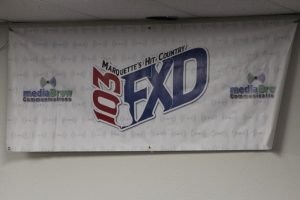 MARQUETTE'S HIT COUNTRY
103
FXD
mediaBrew
Communications
mediaBrew
Communications